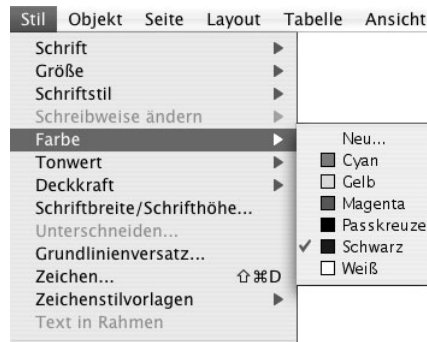 Stil Objekt Seite Layout Tabelle Ansicht
Schrift
Größe
Schriftstil
Schreibweise ändern
Farbe
Tonwert
Deckkraft
Schriftbreite/Schrifthöhe...
Unterschneiden...
Grundlinienversatz...
Zeichen... ⇧⌘D
Zeichenstilvorlagen
Text in Rahmen
Neu...
Cyan
Gelb
Magenta
Passkreuze
Schwarz
Weiß